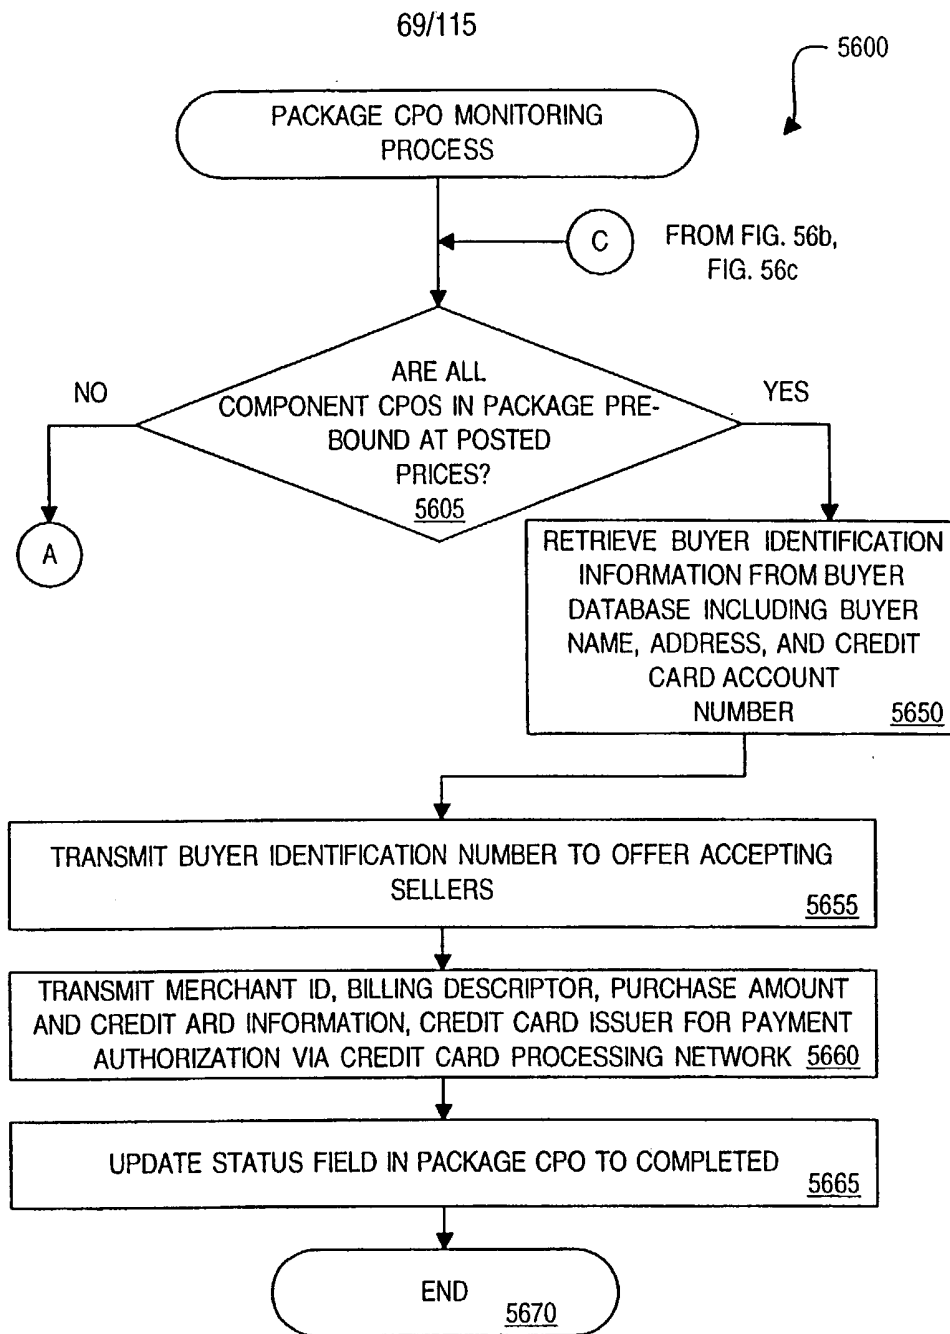 69/115
5600
PACKAGE CPO MONITORING
PROCESS
C
FROM FIG. 56b,
FIG. 56c
NO
YES
ARE ALL
COMPONENT CPOS IN PACKAGE PRE-
BOUND AT POSTED
PRICES?
5605
A
RETRIEVE BUYER IDENTIFICATION
INFORMATION FROM BUYER
DATABASE INCLUDING BUYER
NAME, ADDRESS, AND CREDIT
CARD ACCOUNT
NUMBER 5650
TRANSMIT BUYER IDENTIFICATION NUMBER TO OFFER ACCEPTING
SELLERS
5655
TRANSMIT MERCHANT ID, BILLING DESCRIPTOR, PURCHASE AMOUNT
AND CREDIT ARD INFORMATION, CREDIT CARD ISSUER FOR PAYMENT
AUTHORIZATION VIA CREDIT CARD PROCESSING NETWORK 5660
UPDATE STATUS FIELD IN PACKAGE CPO TO COMPLETED
5665
END
5670